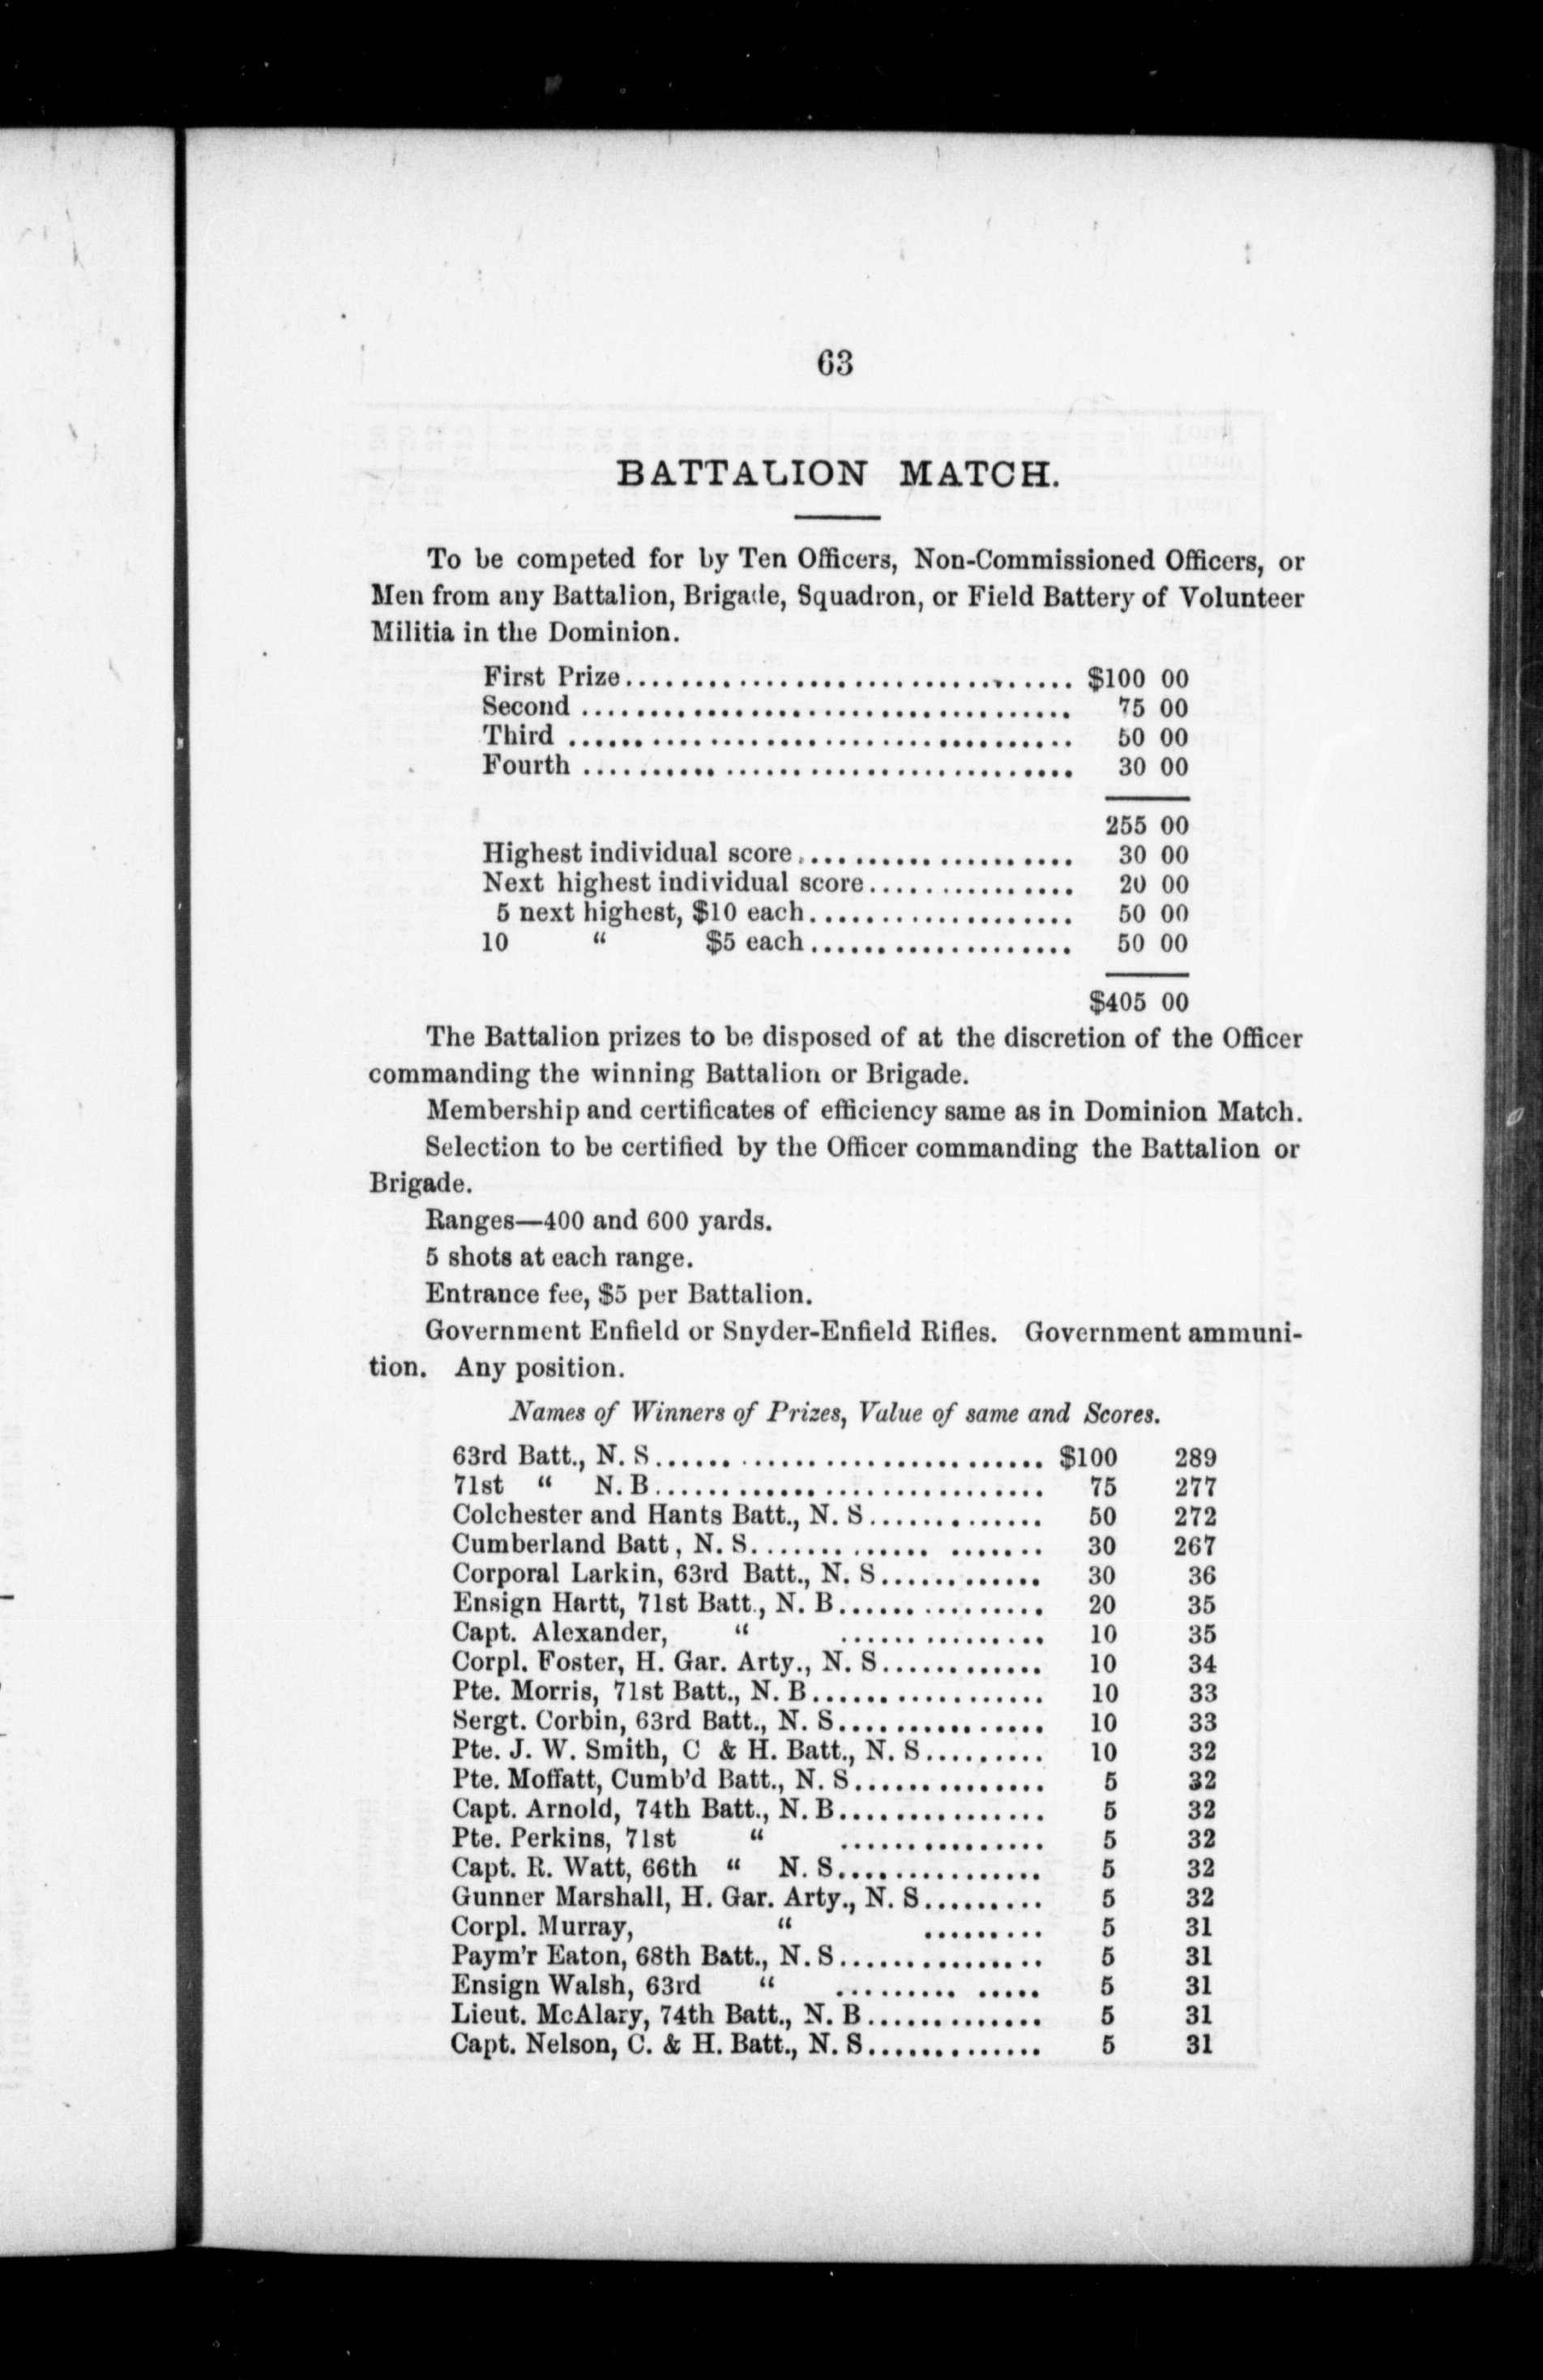 63
BATTALION MATCH.
To be competed for by Ten Officers, Non-Commissioned Officers, or
Men from any Battalion, Brigade, Squadron, or Field Battery of Volunteer
Militia in the Dominion.
First Prize................................ $100 00
Second ................................... 75 00
Third .................................... 50 00
Fourth ................................... 30 00
255 00
Highest individual score.................... 30 00
Next highest individual score............... 20 00
5 next highest, $10 each................... 50 00
10 “ $5 each................... 50 00
$405 00
The Battalion prizes to be disposed of at the discretion of the Officer
commanding the winning Battalion or Brigade.
Membership and certificates of efficiency same as in Dominion Match.
Selection to be certified by the Officer commanding the Battalion or
Brigade.
Ranges—400 and 600 yards.
5 shots at each range.
Entrance fee, $5 per Battalion.
Government Enfield or Snyder-Enfield Rifles. Government ammuni-
tion. Any position.
Names of Winners of Prizes, Value of same and Scores.
63rd Batt., N. S............................ $100 289
71st “ N. B............................ 75 277
Colchester and Hants Batt., N. S............. 50 272
Cumberland Batt, N. S.................... 30 267
Corporal Larkin, 63rd Batt., N. S............ 30 36
Ensign Hartt, 71st Batt., N. B............... 20 35
Capt. Alexander, “ ............... 10 35
Corpl. Foster, H. Gar. Arty., N. S............ 10 34
Pte. Morris, 71st Batt., N. B................. 10 33
Sergt. Corbin, 63rd Batt., N. S............... 10 33
Pte. J. W. Smith, C & H. Batt., N. S......... 10 32
Pte. Moffatt, Cumb'd Batt., N. S.............. 5 32
Capt. Arnold, 74th Batt., N. B............... 5 32
Pte. Perkins, 71st “ ............... 5 32
Capt. R. Watt, 66th “ N. S............... 5 32
Gunner Marshall, H. Gar. Arty., N. S......... 5 32
Corpl. Murray, “ ......... 5 31
Paym'r Eaton, 68th Batt., N. S............... 5 31
Ensign Walsh, 63rd “ ......... ..... 5 31
Lieut. McAlary, 74th Batt., N. B............. 5 31
Capt. Nelson, C. & H. Batt., N. S............. 5 31